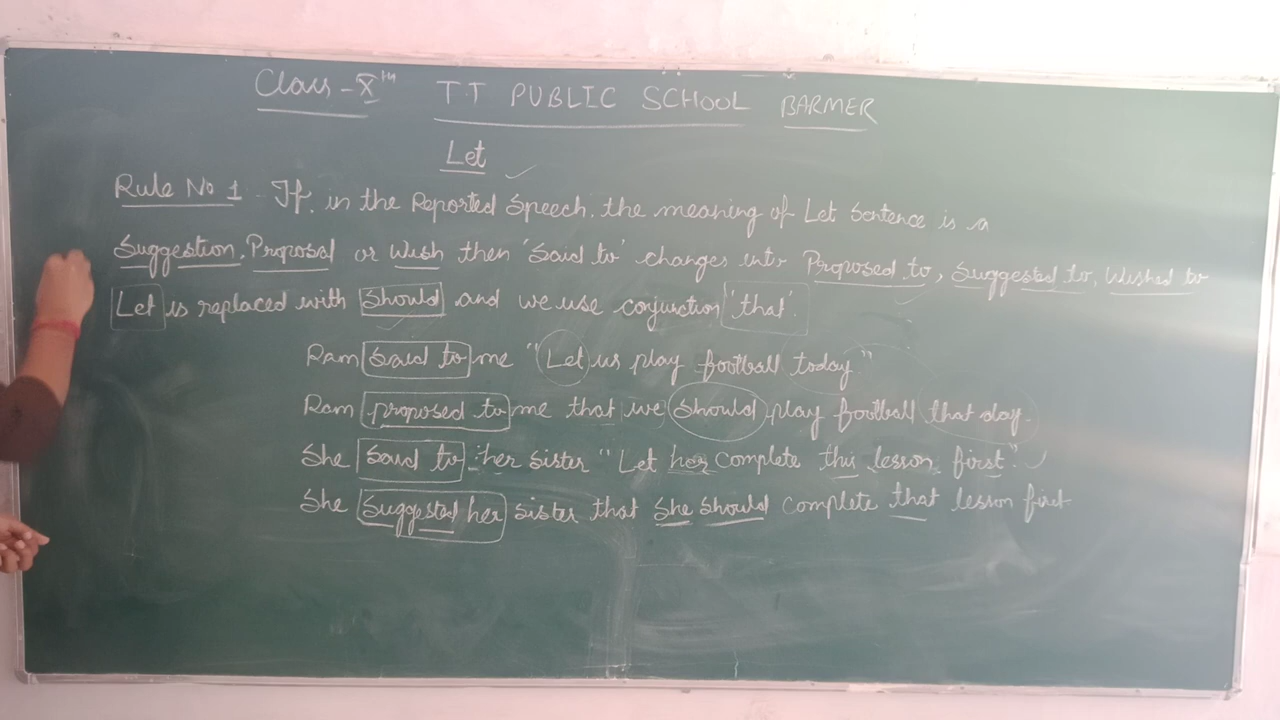 Class - Xth T.T PUBLIC SCHOOL BARMER
Let
Rule No 1 - If in the Reported Speech, the meaning of Let sentence is a
Suggestion, Proposal or Wish then 'Said to' changes into Proposed to, Suggested to, Wished to
Let is replaced with Should and we use conjunction 'that'.
Ram Said to me "Let us play football today"
Ram proposed to me that we should play football that day.
She Said to her sister "Let her complete this lesson first".
She Suggested her sister that she should complete that lesson first